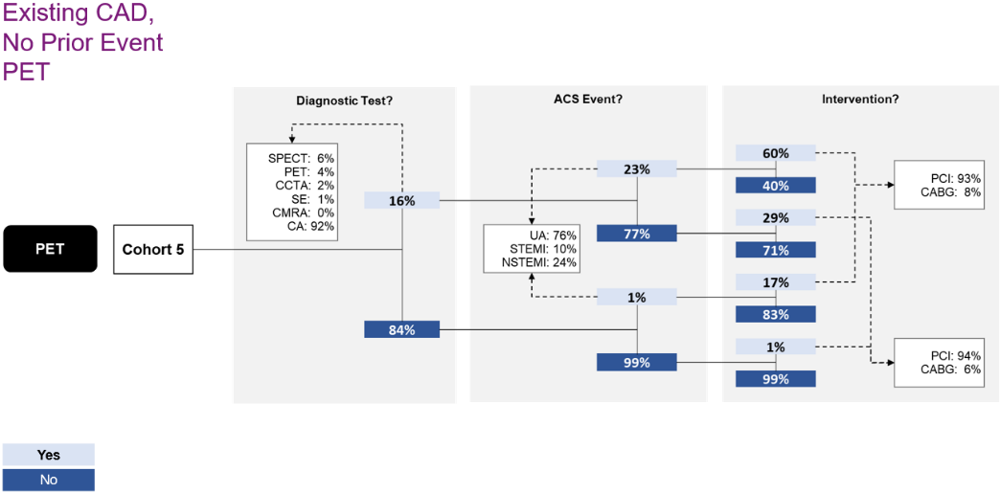 Existing CAD,
No Prior Event
PET
Diagnostic Test?
ACS Event?
Intervention?
SPECT: 6%
PET: 4%
CCTA: 2%
SE: 1%
CMRA: 0%
CA: 92%
16%
84%
PET
Cohort 5
23%
77%
UA: 76%
STEMI: 10%
NSTEMI: 24%
1%
99%
60%
40%
29%
71%
17%
83%
1%
99%
PCI: 93%
CABG: 8%
PCI: 94%
CABG: 6%
Yes
No